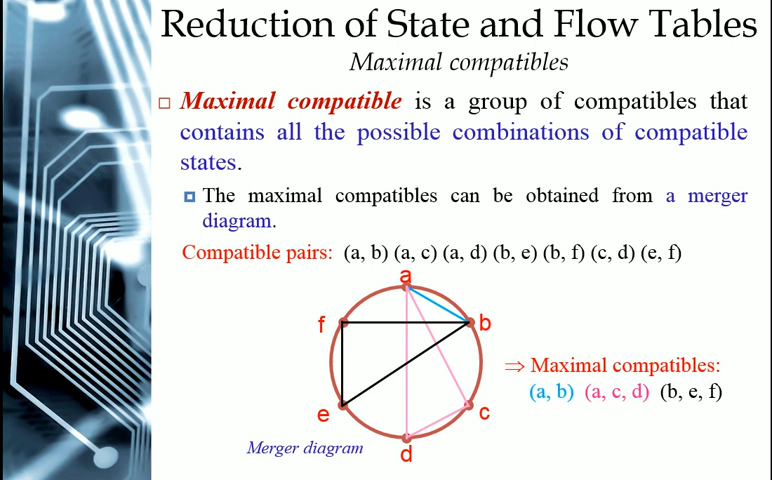 Reduction of State and Flow Tables
Maximal compatibles
Maximal compatible is a group of compatibles that
contains all the possible combinations of compatible
states.
The maximal compatibles can be obtained from a merger
diagram.
Compatible pairs: (a, b) (a, c) (a, d) (b, e) (b, f) (c, d) (e, f)
a
f
b
⇒ Maximal compatibles:
(a, b) (a, c, d) (b, e, f)
e
c
Merger diagram
d